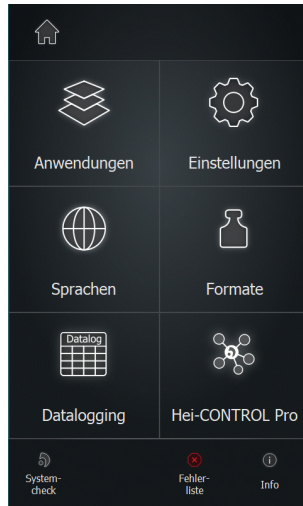 Anwendungen
Einstellungen
Sprachen
Formate
Datalog
Datalogging
Hei-CONTROL Pro
System-
check
Fehler-
liste
Info